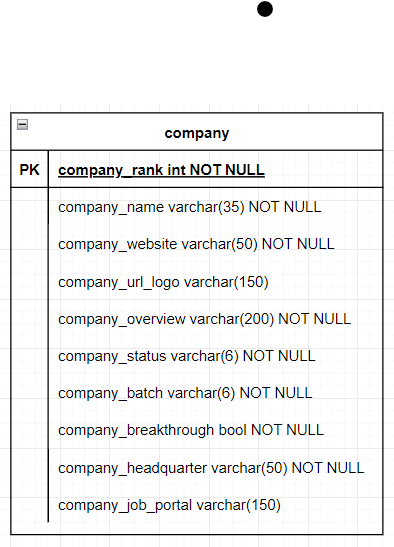 company
PK company_rank int NOT NULL
company_name varchar(35) NOT NULL
company_website varchar(50) NOT NULL
company_url_logo varchar(150)
company_overview varchar(200) NOT NULL
company_status varchar(6) NOT NULL
company_batch varchar(6) NOT NULL
company_breakthrough bool NOT NULL
company_headquarter varchar(50) NOT NULL
company_job_portal varchar(150)